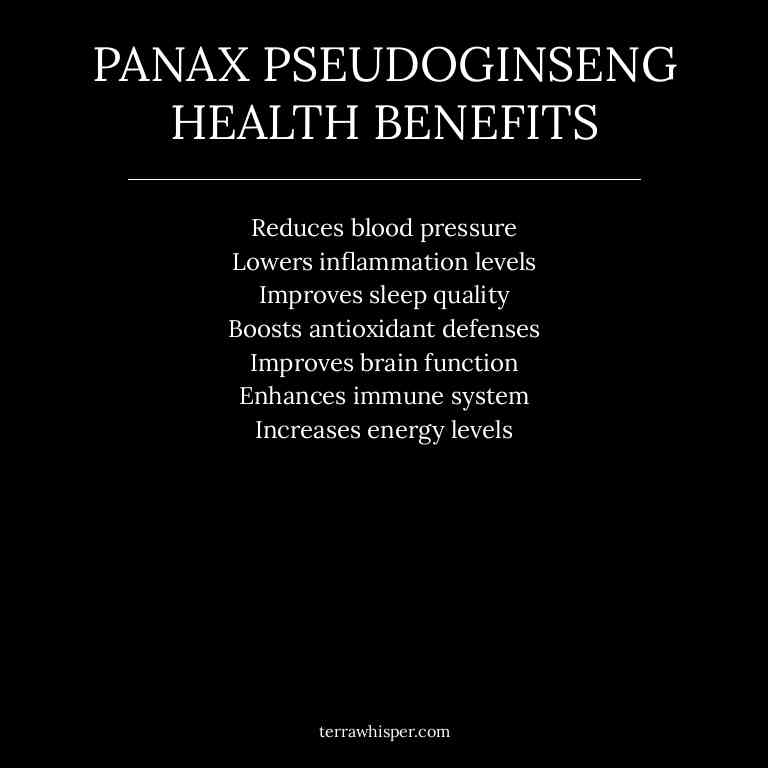 PANAX PSEUDOGINSENG
HEALTH BENEFITS
Reduces blood pressure
Lowers inflammation levels
Improves sleep quality
Boosts antioxidant defenses
Improves brain function
Enhances immune system
Increases energy levels
terrawhisper.com